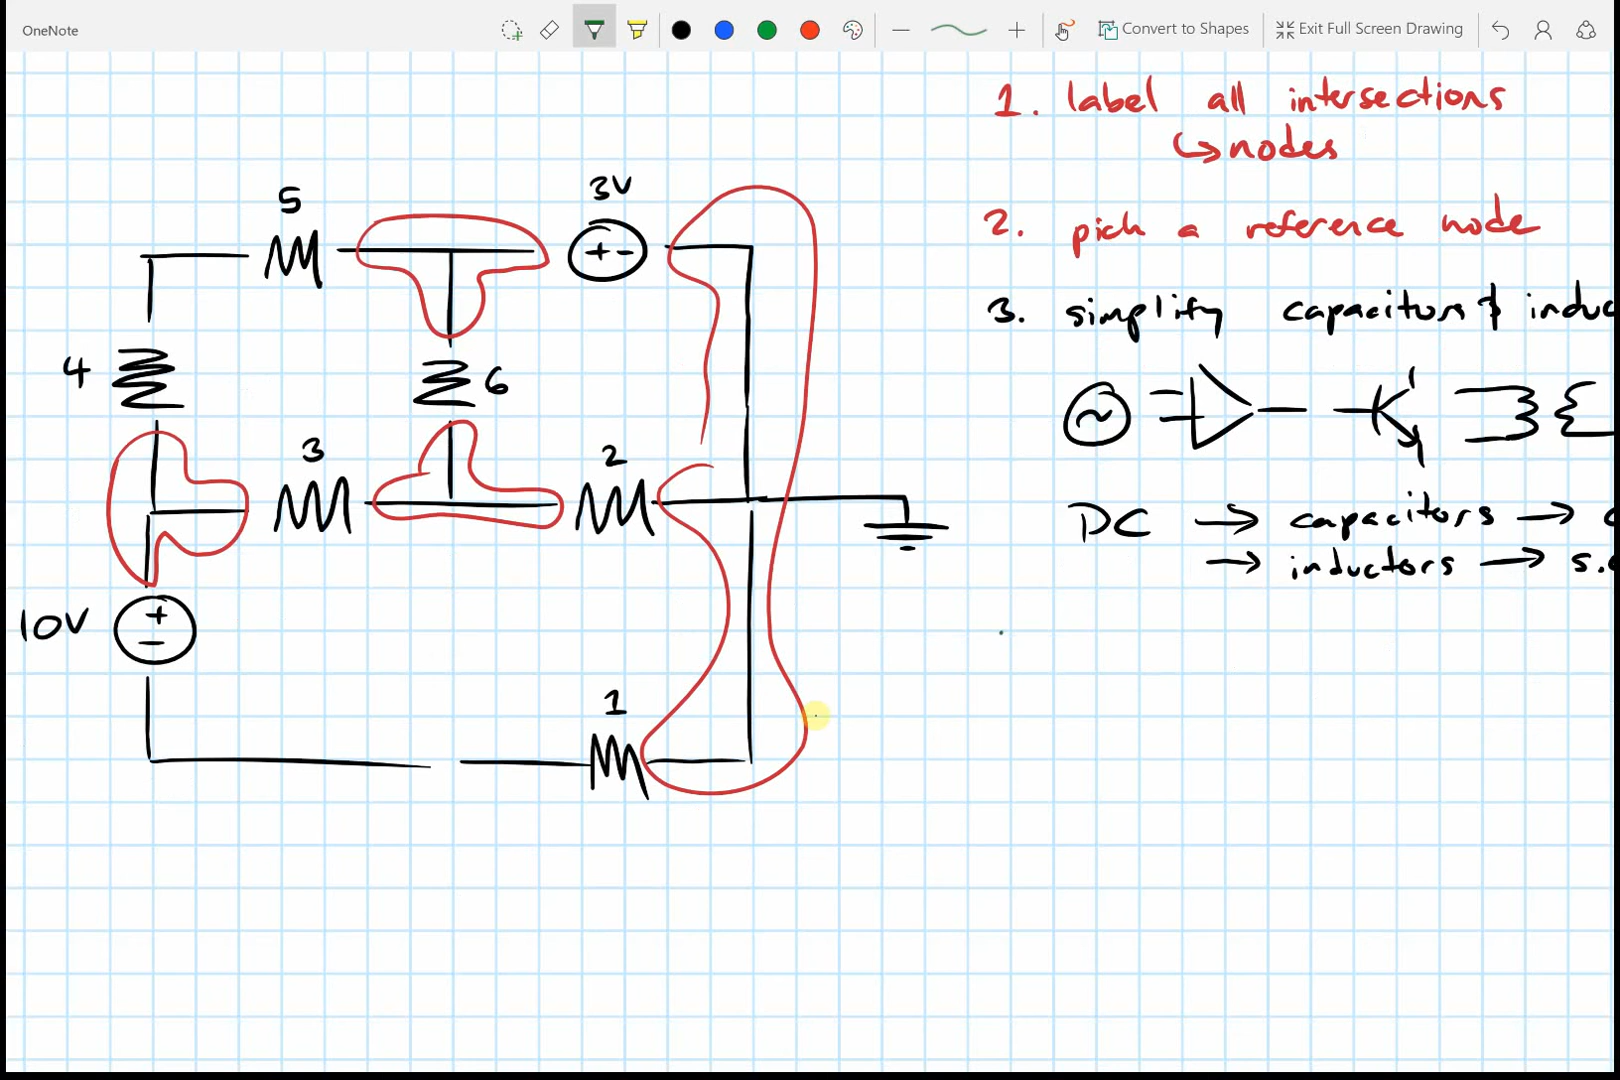 OneNote
Convert to Shapes
Exit Full Screen Drawing
1. label all intersections
↳ nodes
2. pick a reference node
3. simplify capacitors &
DC → capacitors →
→ inductors →
5
3V
+ -
4
6
3
2
10V
+
-
1